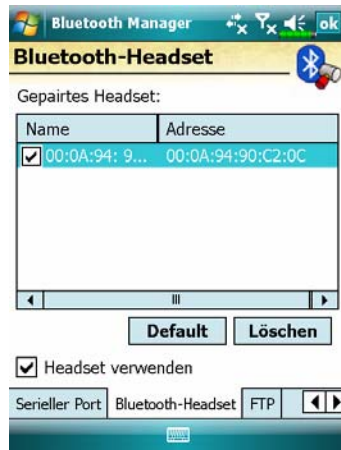 Bluetooth Manager ok
Bluetooth-Headset
Gepairtes Headset:
Name Adresse
00:0A:94: 9... 00:0A:94:90:C2:0C
Default Löschen
Headset verwenden
Serieller Port Bluetooth-Headset FTP